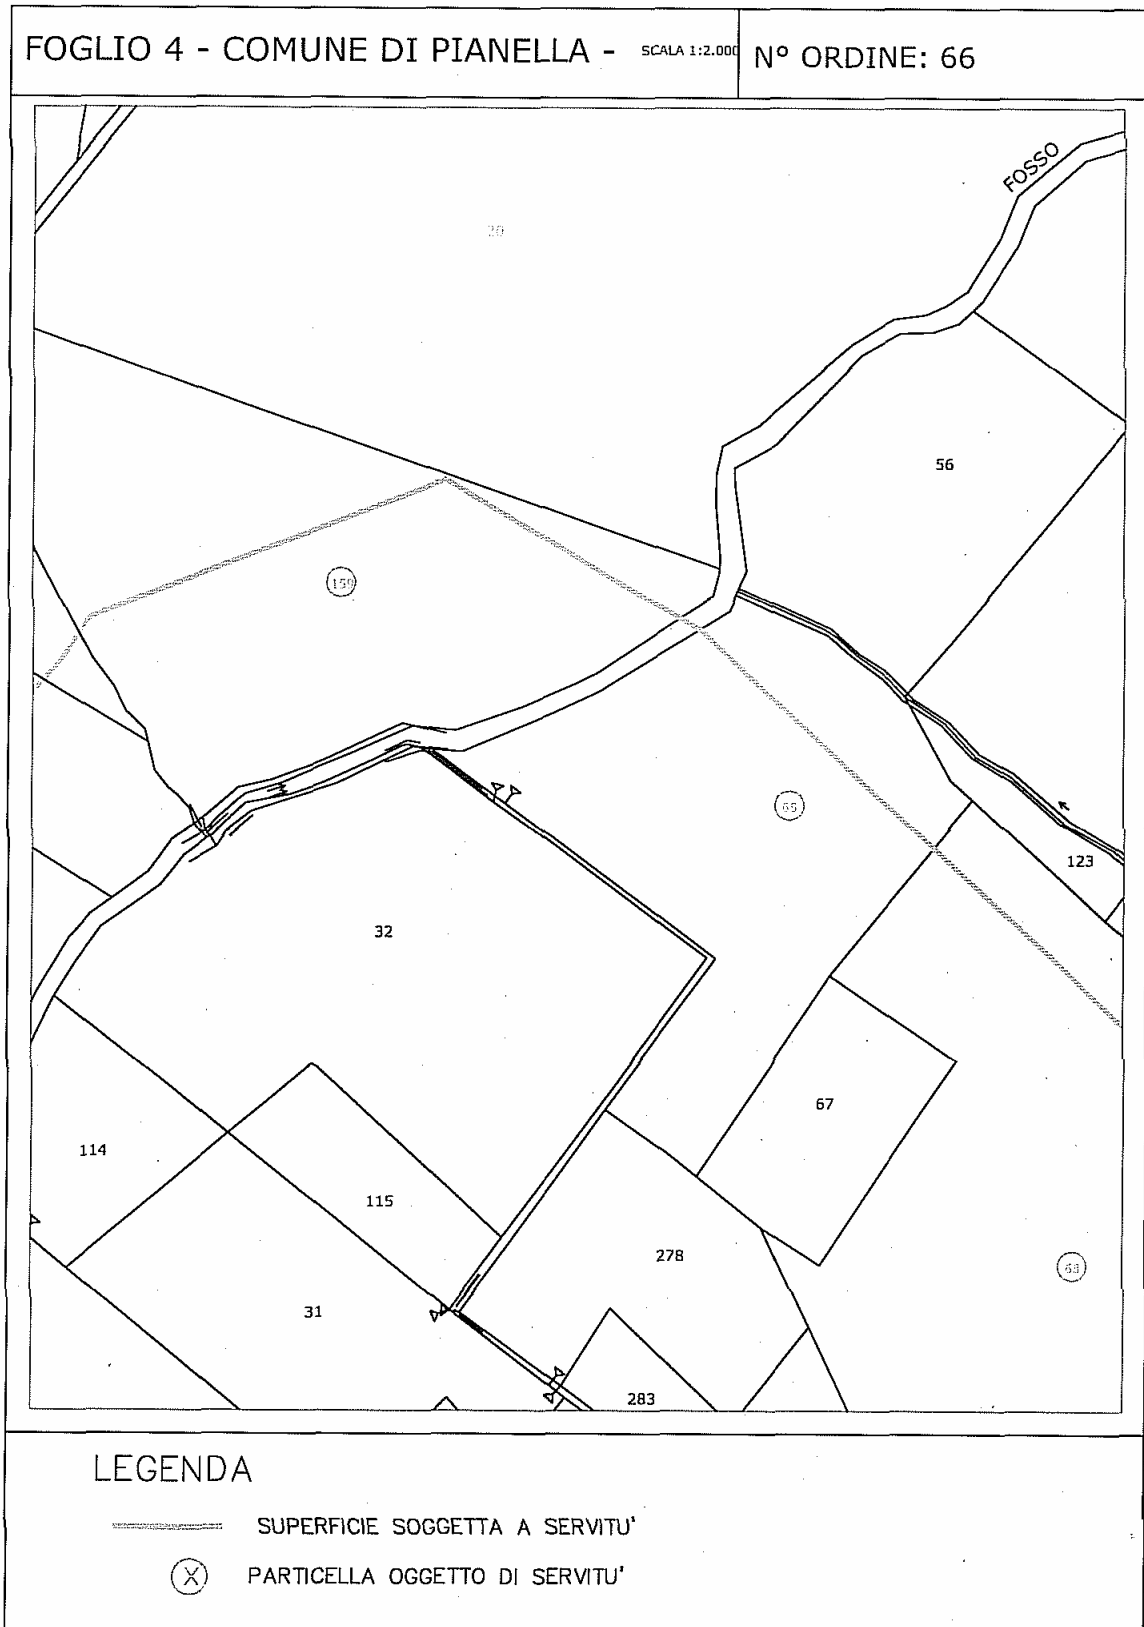 FOGLIO 4 - COMUNE DI PIANELLA - SCALA 1:2.000
N° ORDINE: 66
FOSSO
20
56
159
65
123
32
67
114
115
278
31
283
LEGENDA
SUPERFICIE SOGGETTA A SERVITU'
X PARTICELLA OGGETTO DI SERVITU'